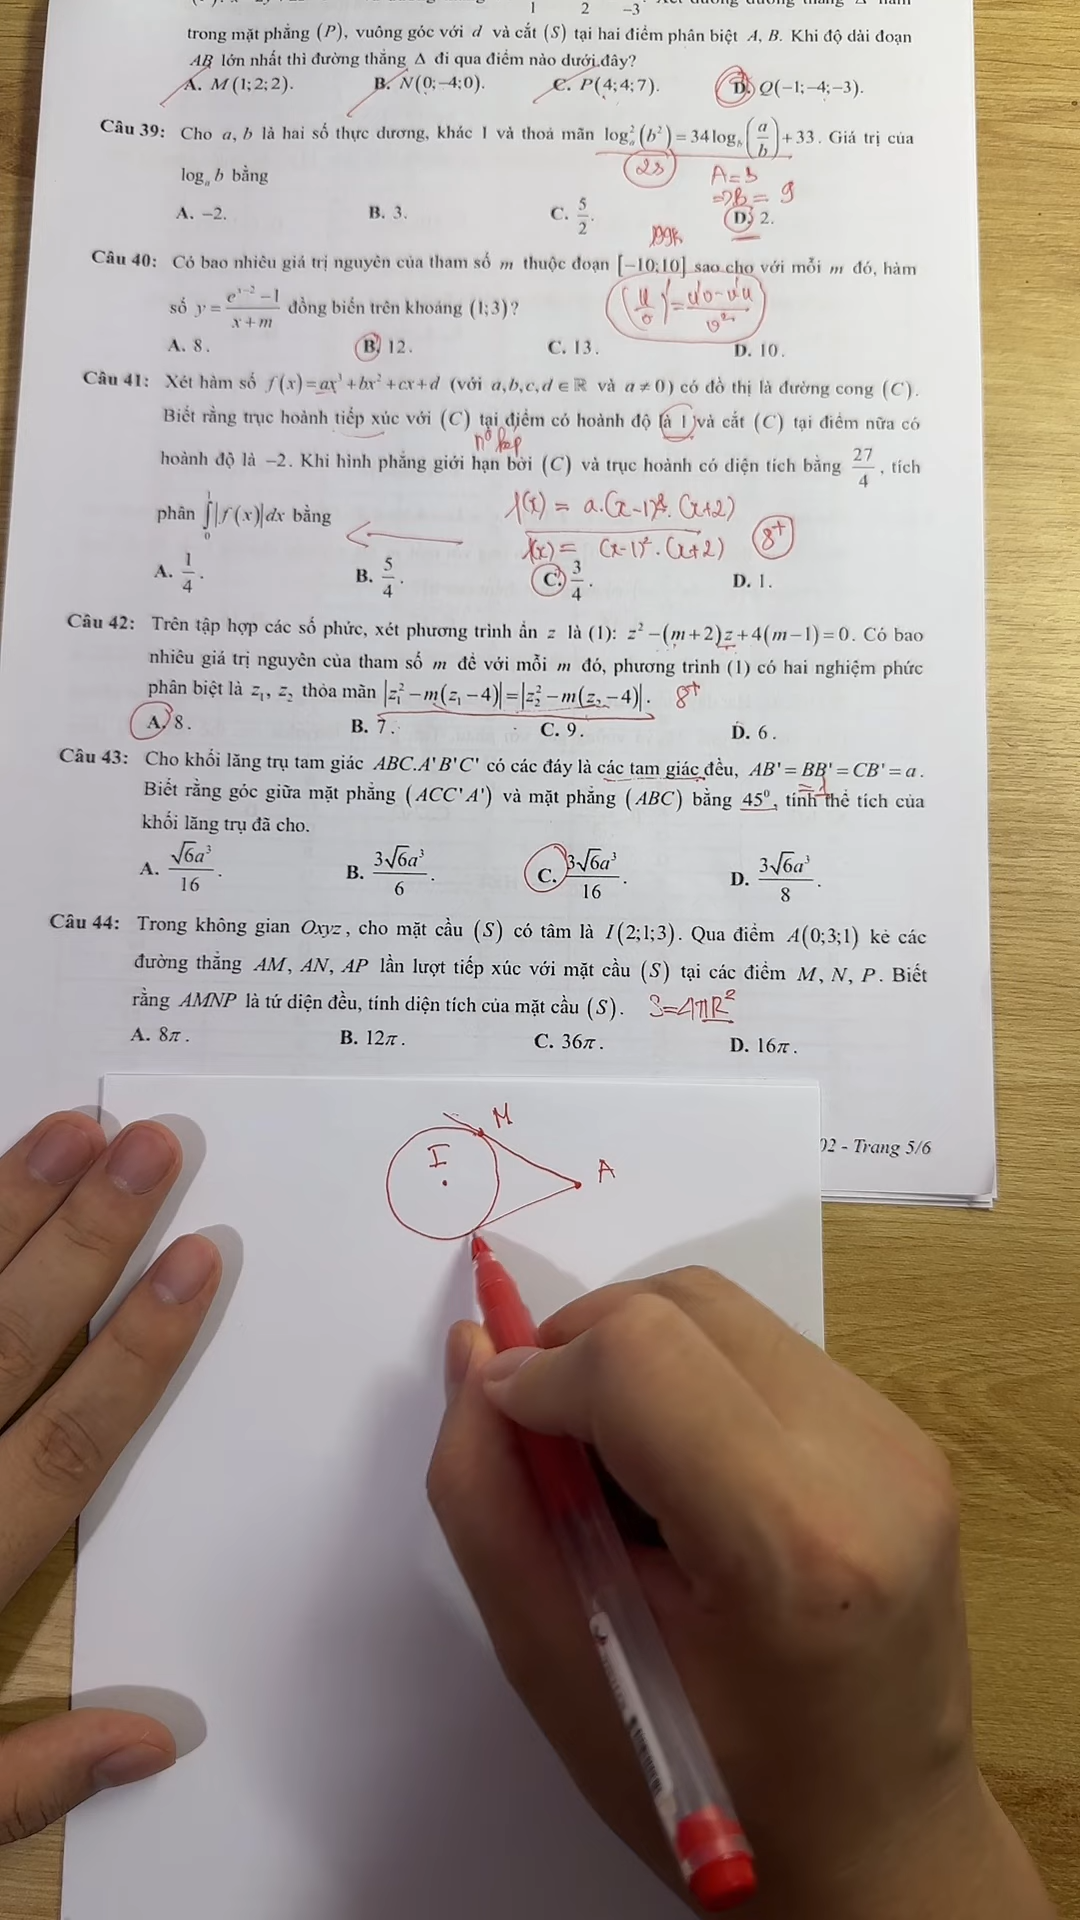 1 2 −3
trong mặt phẳng (P), vuông góc với d và cắt (S) tại hai điểm phân biệt A, B. Khi độ dài đoạn
AB lớn nhất thì đường thẳng Δ đi qua điểm nào dưới đây?
A. M(1;2;2). B. N(0;−4;0). C. P(4;4;7). D. Q(−1;−4;−3).
Câu 39: Cho a, b là hai số thực dương, khác 1 và thoả mãn log²ₐ(b²) = 34 log_b(a/b) + 33. Giá trị của
logₐ b bằng
A = 3
⇒B = 9
A. −2. B. 3. C. 5/2. D. 2.
Câu 40: Có bao nhiêu giá trị nguyên của tham số m thuộc đoạn [−10;10] sao cho với mỗi m đó, hàm
số y = (e^(x−2) − 1)/(x + m) đồng biến trên khoảng (1;3)?
(u/v)' = (u'v − v'u)/v²
A. 8. B. 12. C. 13. D. 10.
Câu 41: Xét hàm số f(x) = ax³ + bx² + cx + d (với a,b,c,d ∈ ℝ và a ≠ 0) có đồ thị là đường cong (C).
Biết rằng trục hoành tiếp xúc với (C) tại điểm có hoành độ là 1 và cắt (C) tại điểm nữa có
n° kép
hoành độ là −2. Khi hình phẳng giới hạn bởi (C) và trục hoành có diện tích bằng 27/4, tích
phân ∫₀¹|f(x)|dx bằng
f(x) = a.(x−1)².(x+2)
f(x) = (x−1)².(x+2)
8+
A. 1/4. B. 5/4. C. 3/4. D. 1.
Câu 42: Trên tập hợp các số phức, xét phương trình ẩn z là (1): z² − (m+2)z + 4(m−1) = 0. Có bao
nhiêu giá trị nguyên của tham số m để với mỗi m đó, phương trình (1) có hai nghiệm phức
phân biệt là z₁, z₂ thỏa mãn |z₁² − m(z₁ − 4)| = |z₂² − m(z₂ − 4)|. 8+
A. 8. B. 7. C. 9. D. 6.
Câu 43: Cho khối lăng trụ tam giác ABC.A'B'C' có các đáy là các tam giác đều, AB' = BB' = CB' = a.
=1
Biết rằng góc giữa mặt phẳng (ACC'A') và mặt phẳng (ABC) bằng 45⁰, tính thể tích của
khối lăng trụ đã cho.
A. √6a³/16. B. 3√6a³/6. C. 3√6a³/16. D. 3√6a³/8.
Câu 44: Trong không gian Oxyz, cho mặt cầu (S) có tâm là I(2;1;3). Qua điểm A(0;3;1) kẻ các
đường thẳng AM, AN, AP lần lượt tiếp xúc với mặt cầu (S) tại các điểm M, N, P. Biết
rằng AMNP là tứ diện đều, tính diện tích của mặt cầu (S). S=4πR²
A. 8π. B. 12π. C. 36π. D. 16π.
02 - Trang 5/6
M
I
A